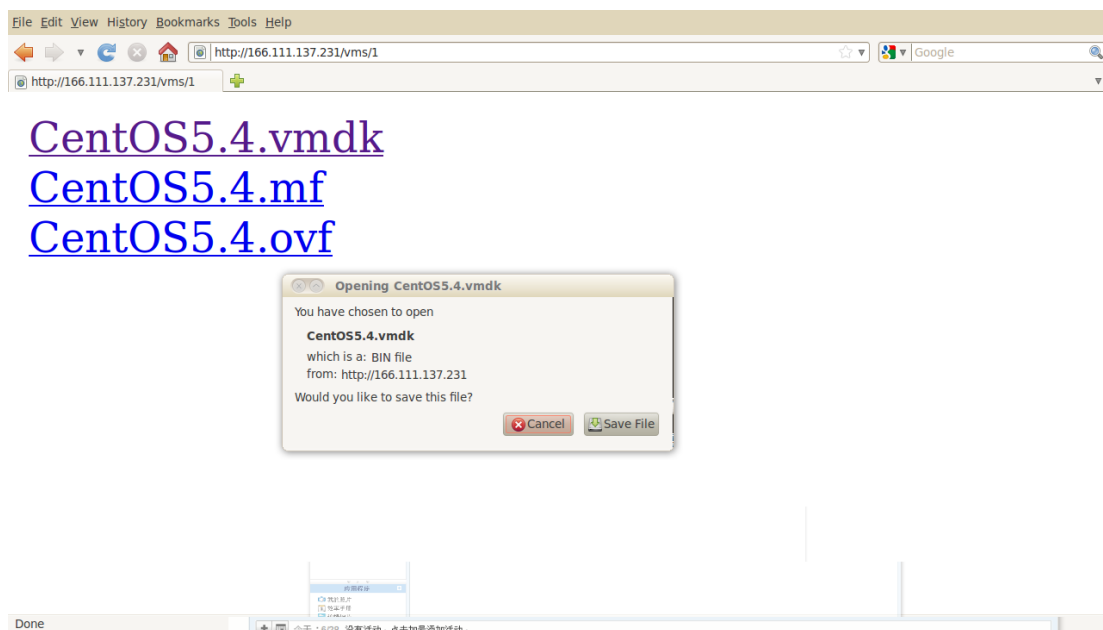 File Edit View History Bookmarks Tools Help
http://166.111.137.231/vms/1
Google
http://166.111.137.231/vms/1
CentOS5.4.vmdk
CentOS5.4.mf
CentOS5.4.ovf
Opening CentOS5.4.vmdk
You have chosen to open
CentOS5.4.vmdk
which is a: BIN file
from: http://166.111.137.231
Would you like to save this file?
Cancel Save File
Done